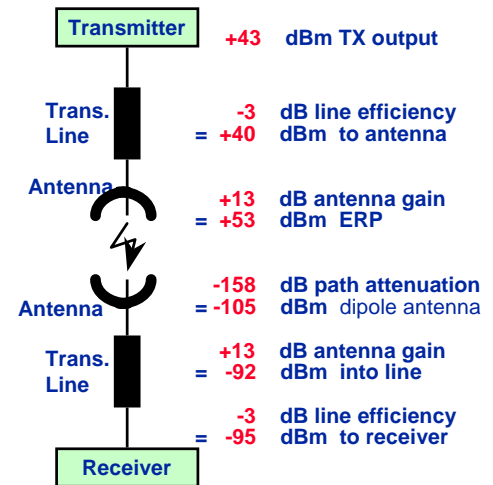 Transmitter
+43 dBm TX output
Trans.
Line
-3 dB line efficiency
= +40 dBm to antenna
Antenna
+13 dB antenna gain
= +53 dBm ERP
-158 dB path attenuation
Antenna
= -105 dBm dipole antenna
Trans.
Line
+13 dB antenna gain
= -92 dBm into line
-3 dB line efficiency
= -95 dBm to receiver
Receiver